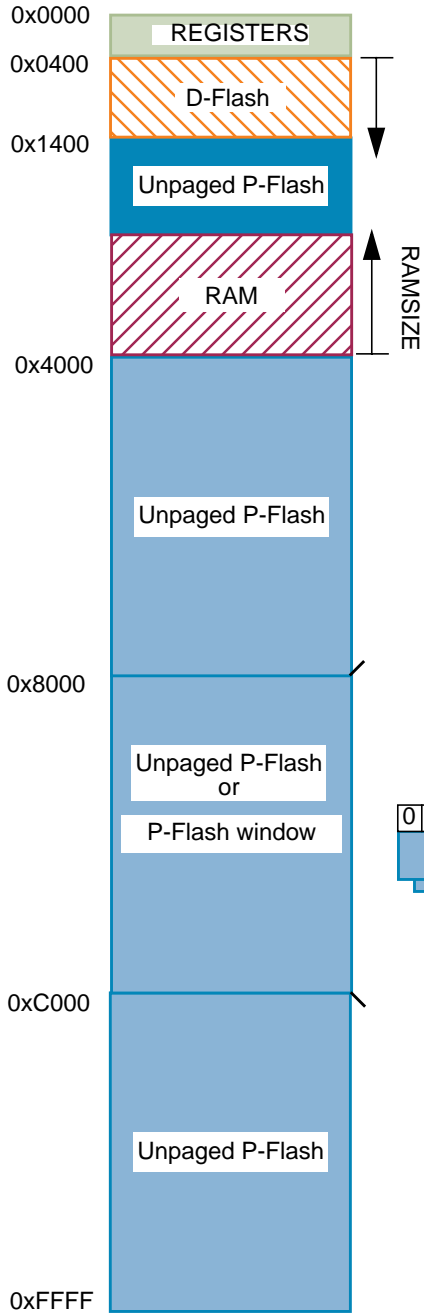 0x0000
REGISTERS
0x0400
D-Flash
0x1400
Unpaged P-Flash
RAM
RAMSIZE
0x4000
Unpaged P-Flash
0x8000
Unpaged P-Flash
or
P-Flash window
0
0xC000
Unpaged P-Flash
0xFFFF